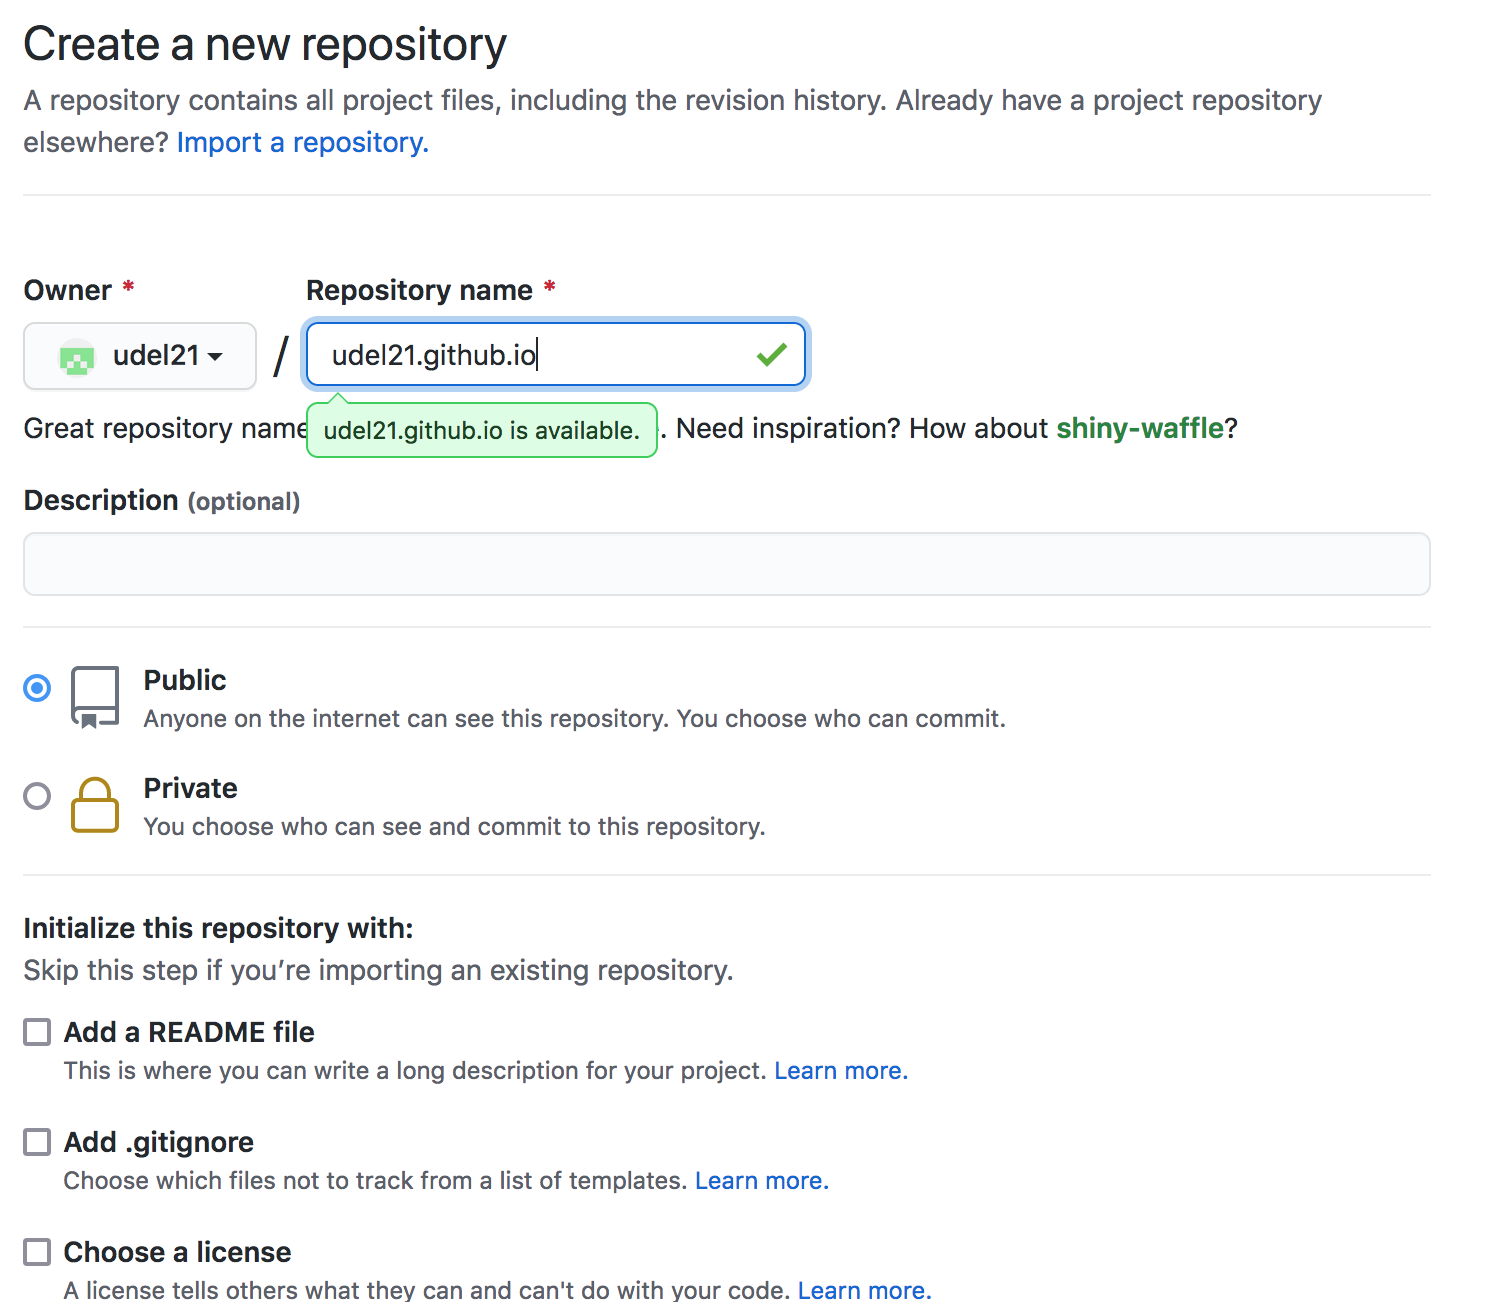 Create a new repository
A repository contains all project files, including the revision history. Already have a project repository
elsewhere? Import a repository.
Owner *
Repository name *
udel21
/
udel21.github.io
Great repository name
udel21.github.io is available.
. Need inspiration? How about shiny-waffle?
Description (optional)
Public
Anyone on the internet can see this repository. You choose who can commit.
Private
You choose who can see and commit to this repository.
Initialize this repository with:
Skip this step if you’re importing an existing repository.
Add a README file
This is where you can write a long description for your project. Learn more.
Add .gitignore
Choose which files not to track from a list of templates. Learn more.
Choose a license
A license tells others what they can and can't do with your code. Learn more.